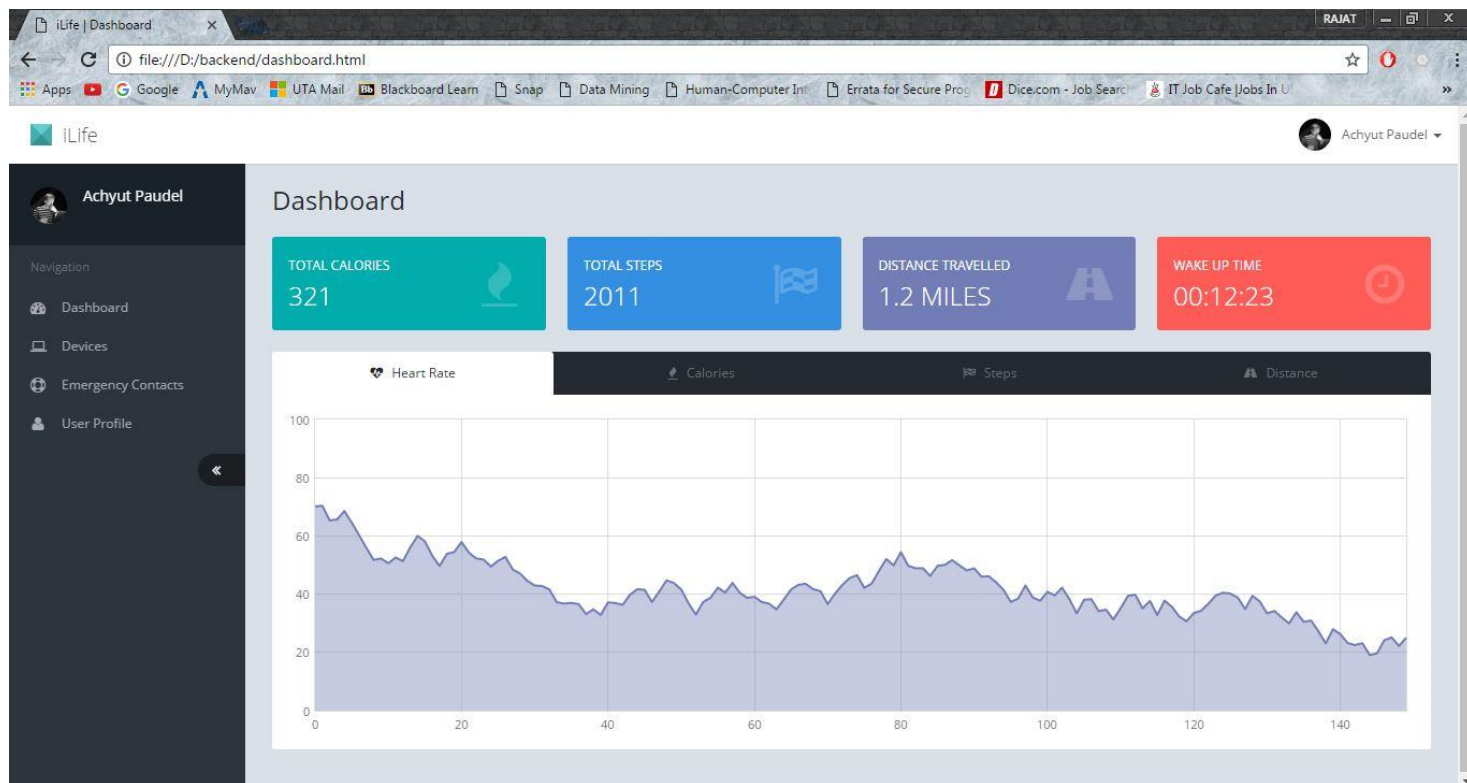 iLife | Dashboard
RAJAT
file:///D:/backend/dashboard.html
Apps Google MyMav UTA Mail Bb Blackboard Learn Snap Data Mining Human-Computer Int Errata for Secure Prog Dice.com - Job Searc IT Job Cafe |Jobs In U
iLife
Achyut Paudel
Achyut Paudel
Navigation
Dashboard
Devices
Emergency Contacts
User Profile
Dashboard
TOTAL CALORIES
321
TOTAL STEPS
2011
DISTANCE TRAVELLED
1.2 MILES
WAKE UP TIME
00:12:23
Heart Rate Calories Steps Distance
100
80
60
40
20
0
0 20 40 60 80 100 120 140